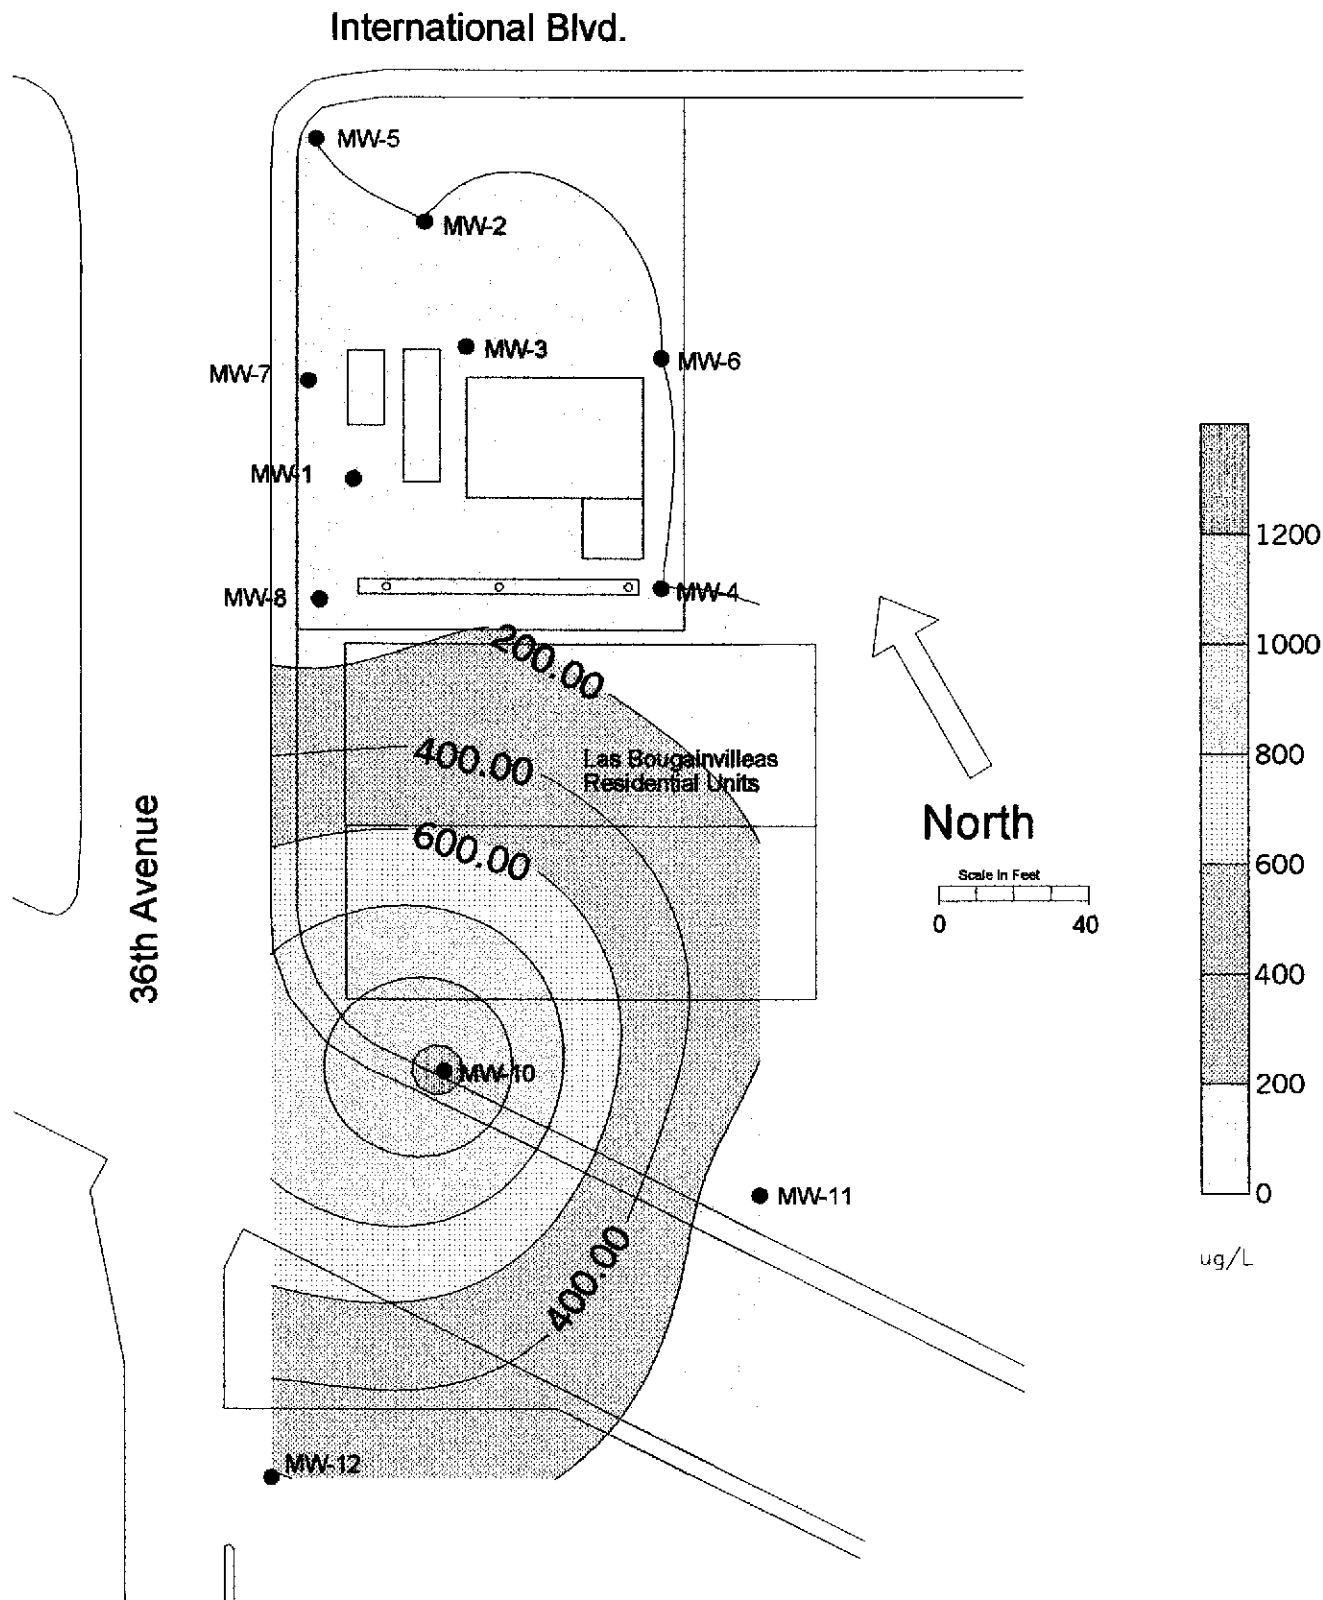 International Blvd.
MW-5
MW-2
MW-3
MW-6
MW-7
MW-1
MW-8
MW-4
200.00
400.00
Las Bougainvilleas
Residential Units
600.00
36th Avenue
North
Scale In Feet
0 40
MW-10
MW-11
400.00
MW-12
1200
1000
800
600
400
200
0
ug/L